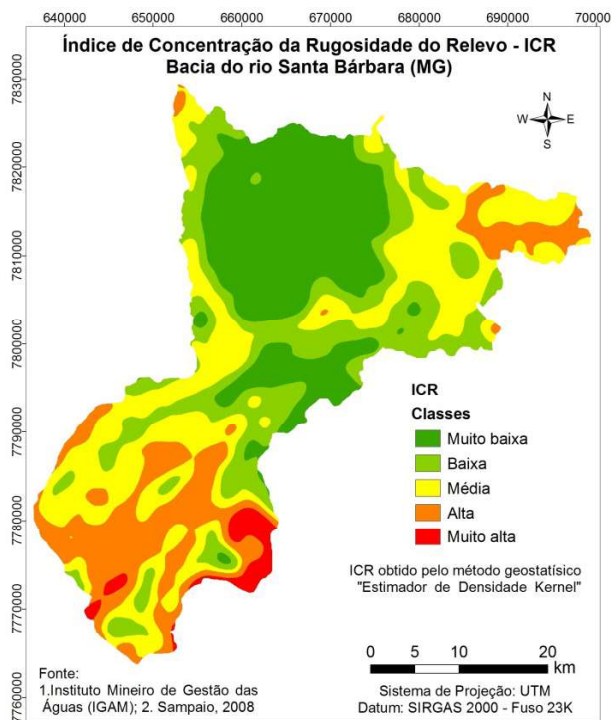 640000 650000 660000 670000 680000 690000 70000
Índice de Concentração da Rugosidade do Relevo - ICR
Bacia do rio Santa Bárbara (MG)
N
W E
S
7830000
7820000
7810000
7800000
7790000
7780000
7770000
7760000
ICR
Classes
Muito baixa
Baixa
Média
Alta
Muito alta
ICR obtido pelo método geostatísico
"Estimador de Densidade Kernel"
Fonte:
1.Instituto Mineiro de Gestão das
Águas (IGAM); 2. Sampaio, 2008
0 5 10 20
km
Sistema de Projeção: UTM
Datum: SIRGAS 2000 - Fuso 23K